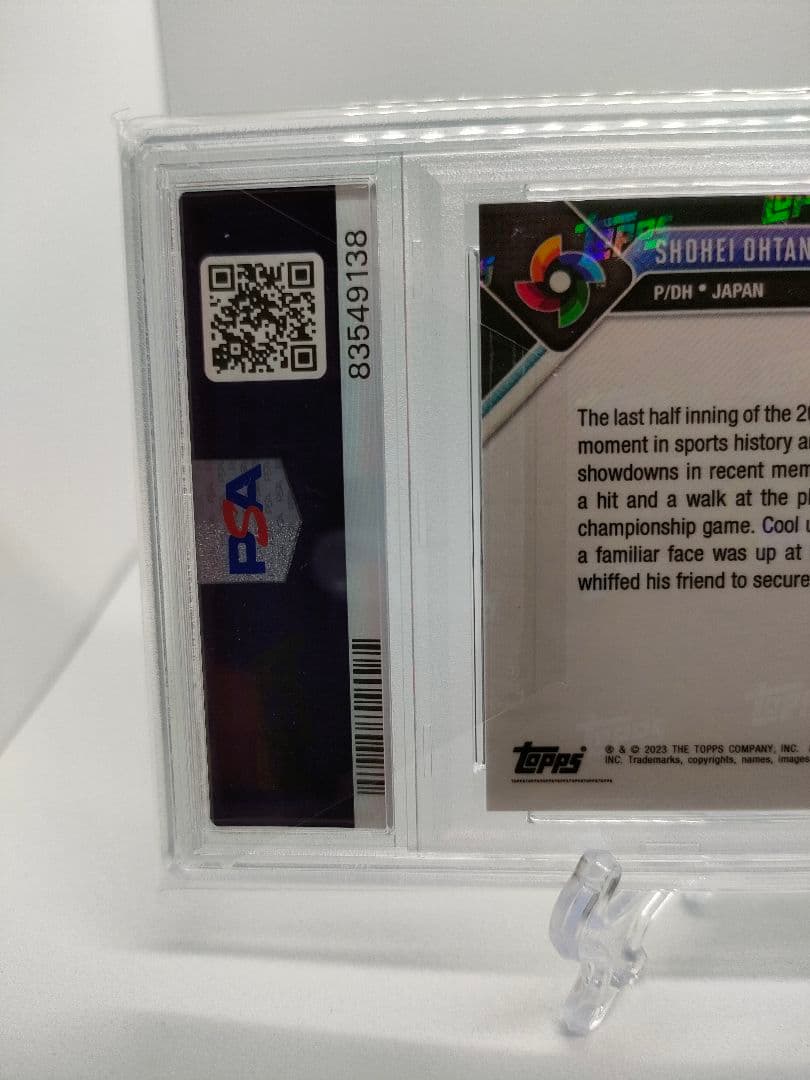 83549138
PSA
SHOHEI OHTAN
P/DH • JAPAN
The last half inning of the 20
moment in sports history a
showdowns in recent mem
a hit and a walk at the pl
championship game. Cool u
a familiar face was up at
whiffed his friend to secure
topps
® & © 2023 THE TOPPS COMPANY, INC.
INC. Trademarks, copyrights, names, images